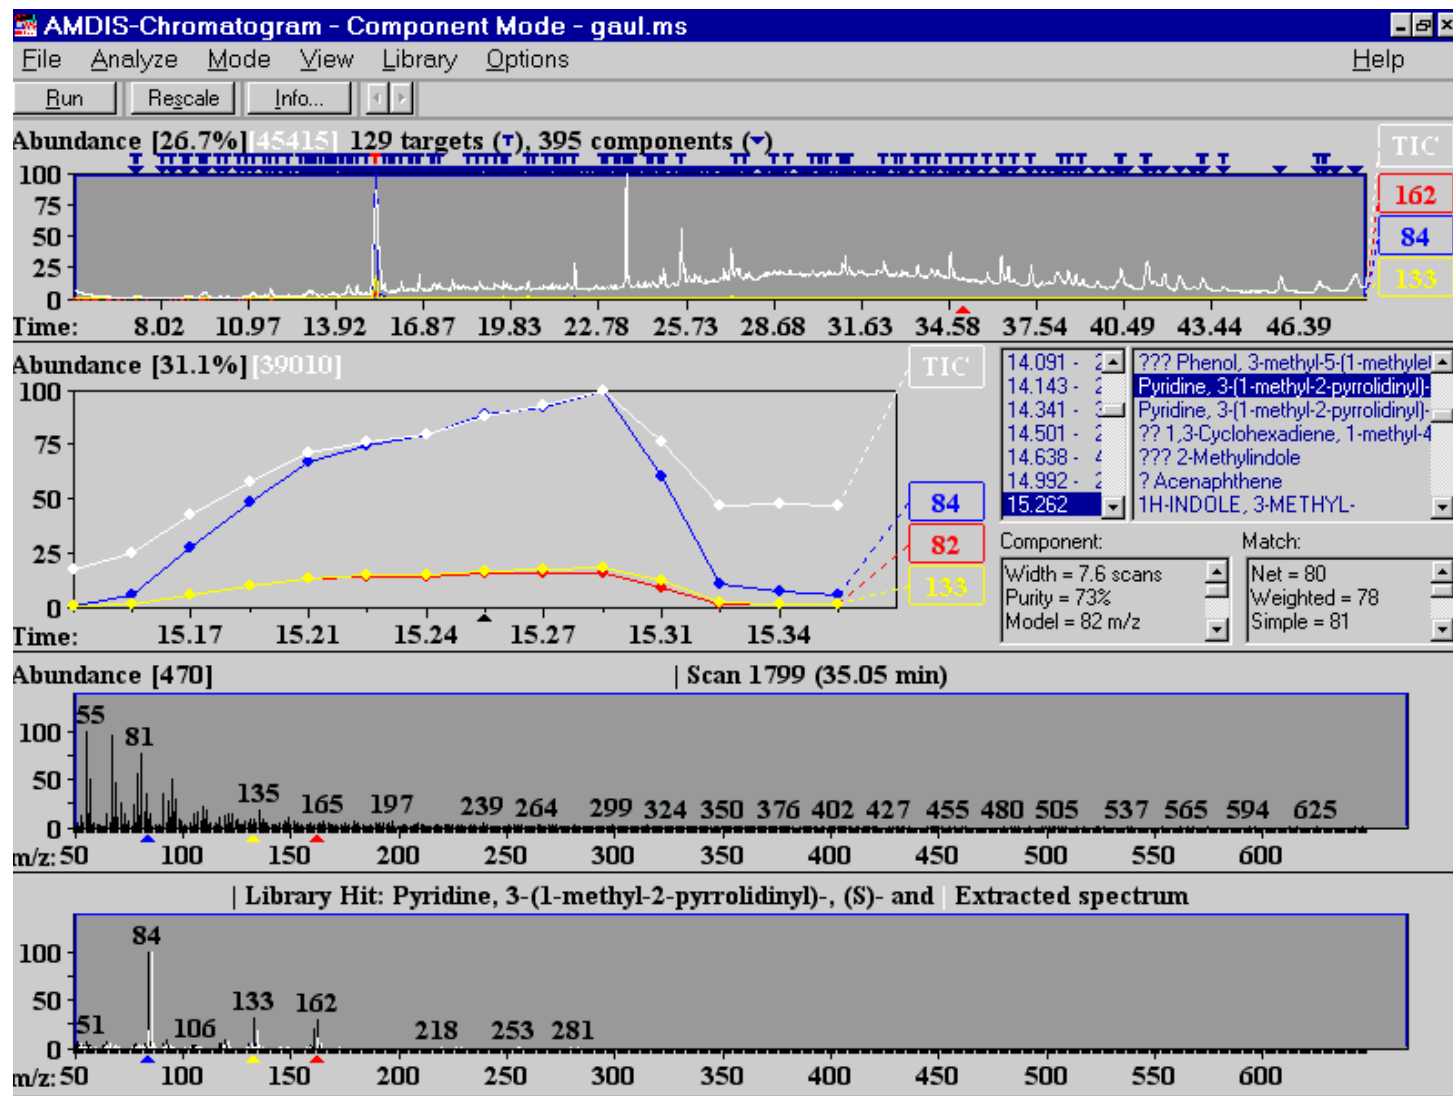 AMDIS-Chromatogram - Component Mode - gaul.ms
File Analyze Mode View Library Options Help
Run Rescale Info...
Abundance [26.7%][45415] 129 targets (T), 395 components (▼)
TIC
162
84
133
100
75
50
25
0
Time: 8.02 10.97 13.92 16.87 19.83 22.78 25.73 28.68 31.63 34.58 37.54 40.49 43.44 46.39
Abundance [31.1%][39010]
TIC
84
82
133
100
75
50
25
0
Time: 15.17 15.21 15.24 15.27 15.31 15.34
14.091 - 2
14.143 - 2
14.341 - 3
14.501 - 2
14.638 - 4
14.992 - 2
15.262
??? Phenol, 3-methyl-5-(1-methylel
Pyridine, 3-(1-methyl-2-pyrrolidinyl)-
Pyridine, 3-(1-methyl-2-pyrrolidinyl)-
?? 1,3-Cyclohexadiene, 1-methyl-4
??? 2-Methylindole
? Acenaphthene
1H-INDOLE, 3-METHYL-
Component:
Width = 7.6 scans
Purity = 73%
Model = 82 m/z
Match:
Net = 80
Weighted = 78
Simple = 81
Abundance [470] | Scan 1799 (35.05 min)
100
50
0
55 81 135 165 197 239 264 299 324 350 376 402 427 455 480 505 537 565 594 625
m/z: 50 100 150 200 250 300 350 400 450 500 550 600
| Library Hit: Pyridine, 3-(1-methyl-2-pyrrolidinyl)-, (S)- and | Extracted spectrum
100
50
0
51 84 106 133 162 218 253 281
m/z: 50 100 150 200 250 300 350 400 450 500 550 600